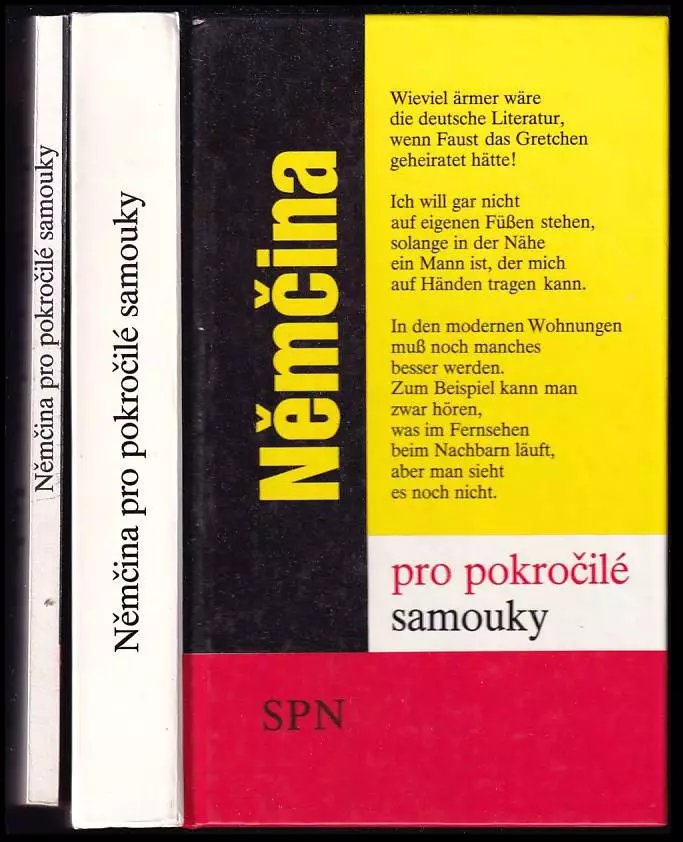 Němčina pro pokročilé samouky
Němčina pro pokročilé samouky
Němčina
Wieviel ärmer wäre
die deutsche Literatur,
wenn Faust das Gretchen
geheiratet hätte!
Ich will gar nicht
auf eigenen Füßen stehen,
solange in der Nähe
ein Mann ist, der mich
auf Händen tragen kann.
In den modernen Wohnungen
muß noch manches
besser werden.
Zum Beispiel kann man
zwar hören,
was im Fernsehen
beim Nachbarn läuft,
aber man sieht
es noch nicht.
pro pokročilé
samouky
SPN